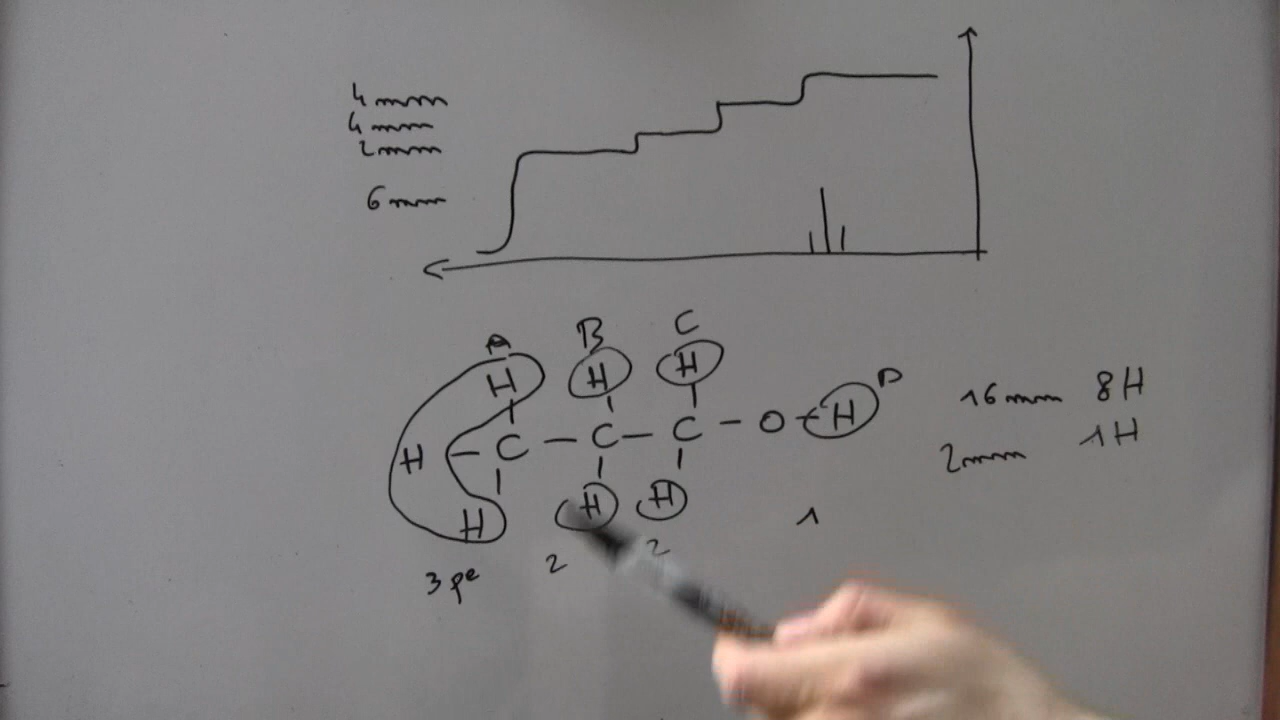 4 mm
4 mm
2 mm
6 mm
A B C
H H H D
H - C - C - C - O - H
H H H
3 pe 2 2 1
16 mm 8H
2 mm 1H